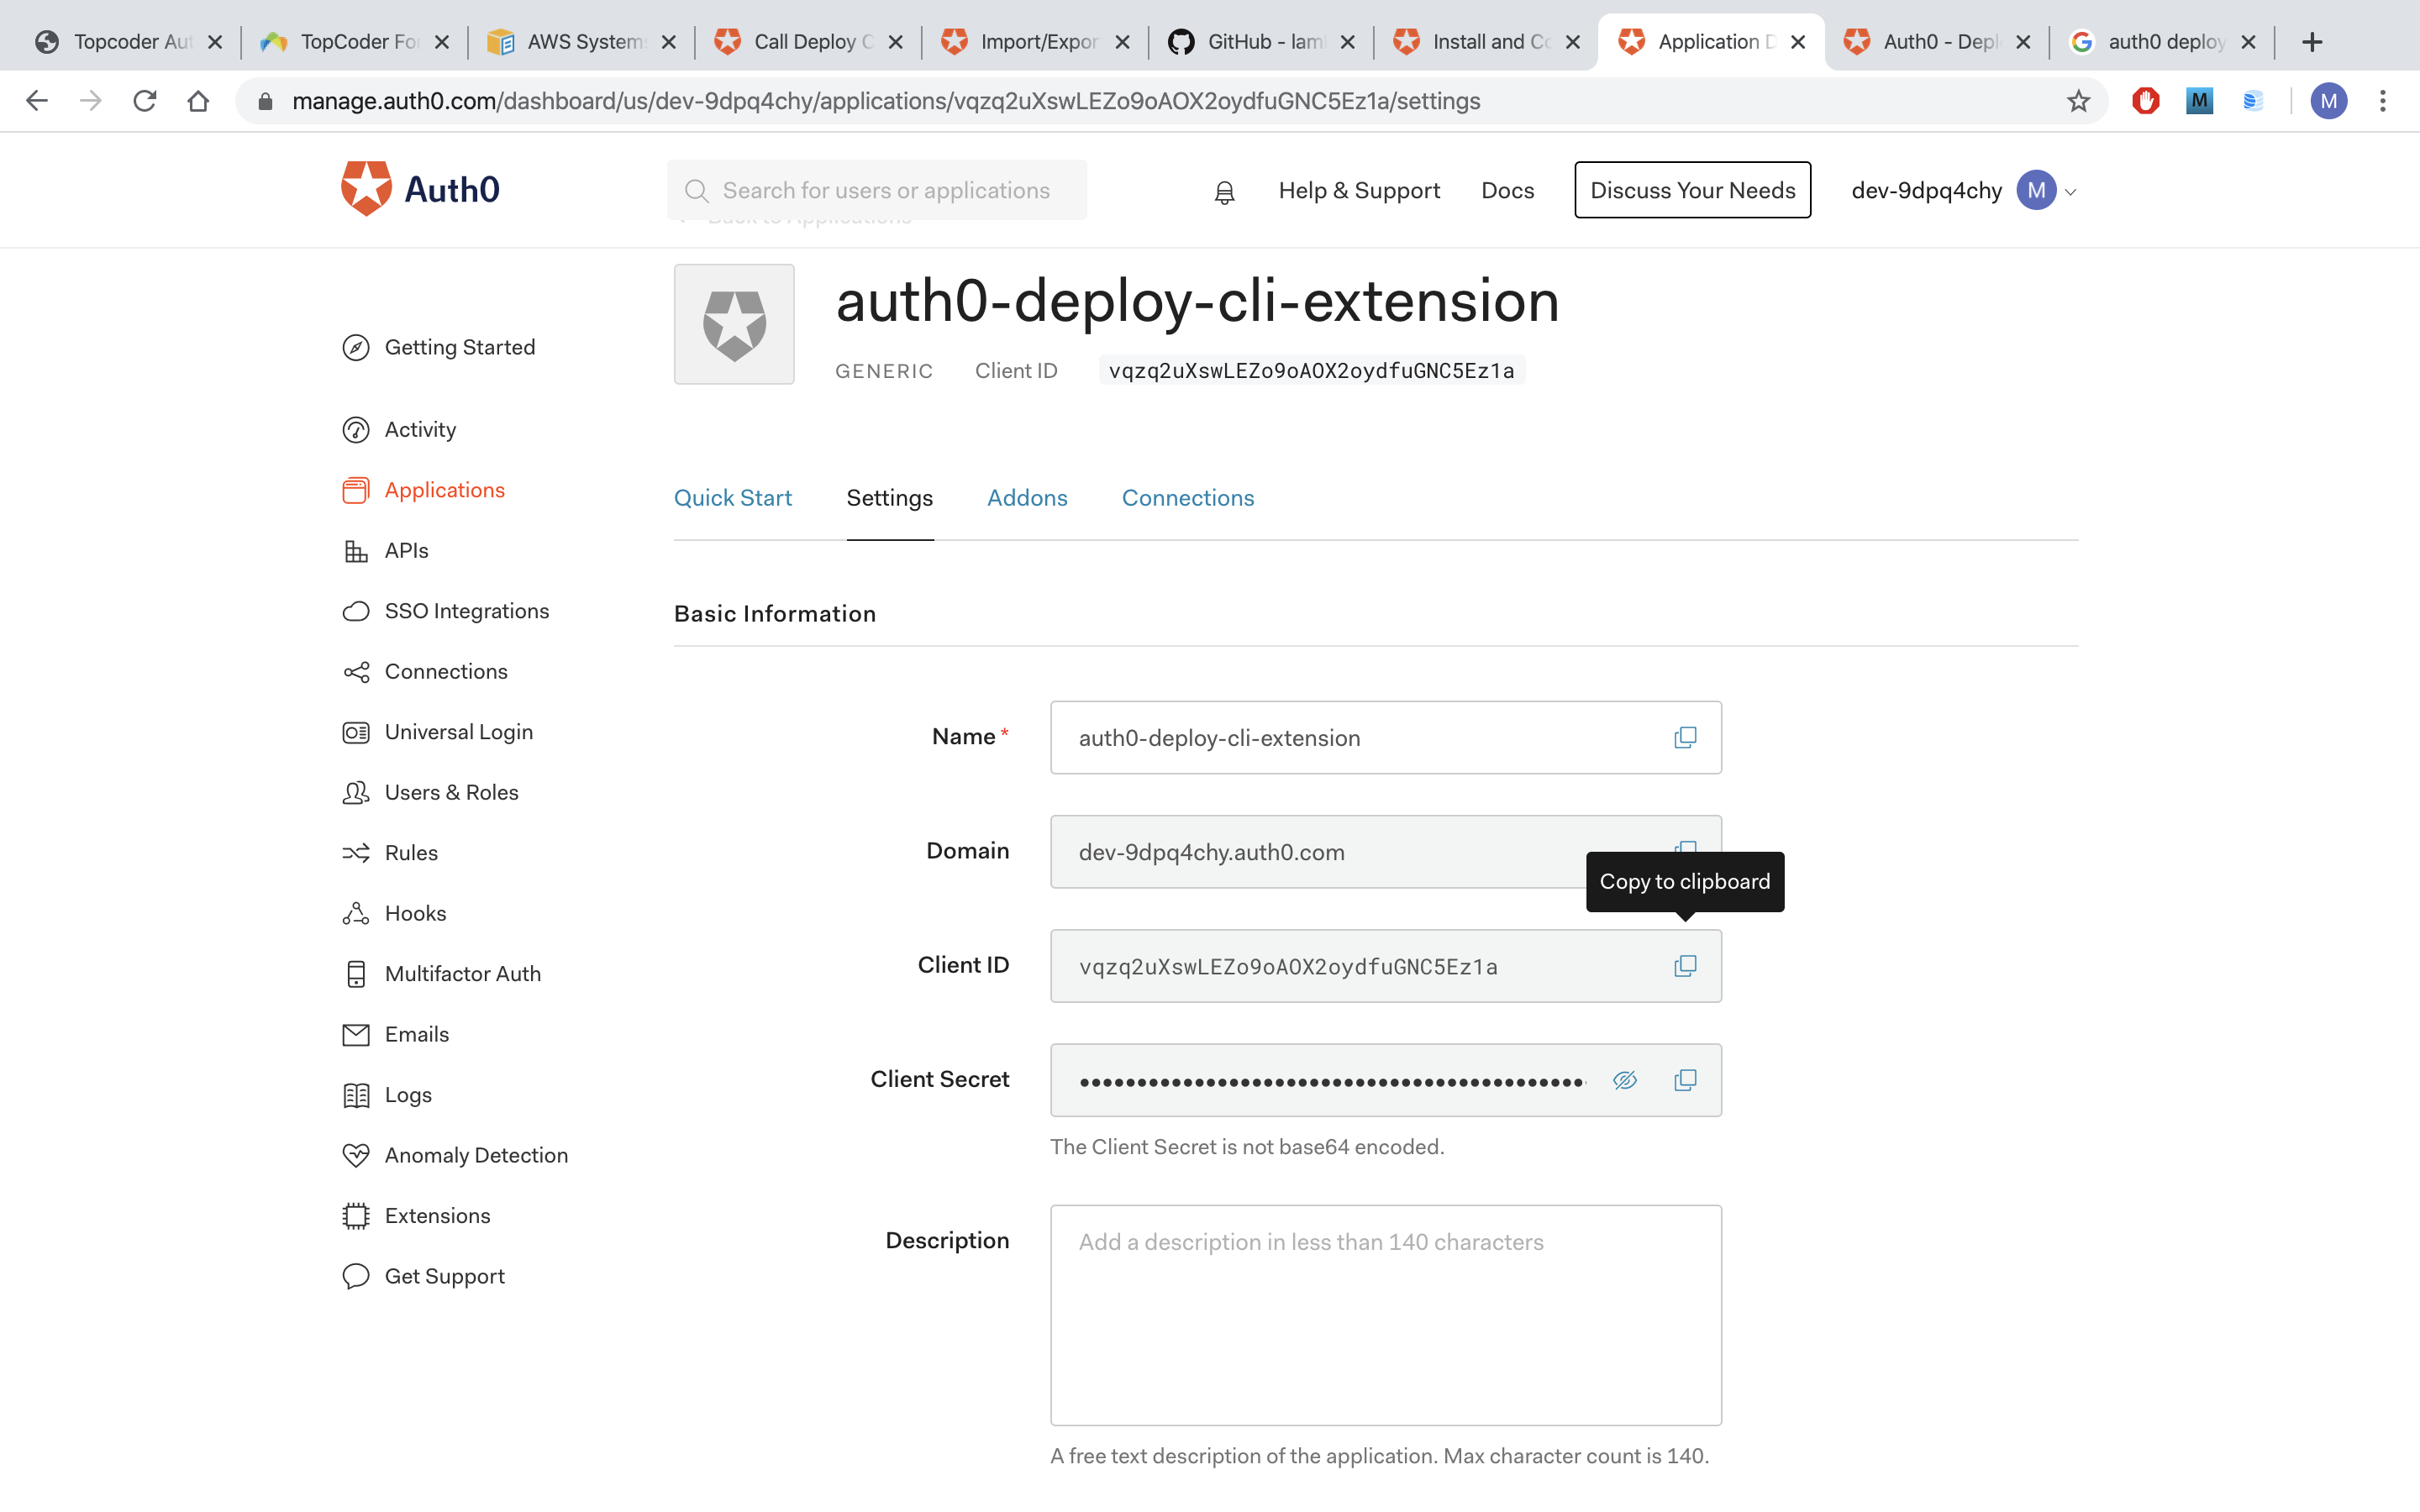 Topcoder Aut
TopCoder For
AWS Systems
Call Deploy C
Import/Expor
GitHub - lam
Install and Co
Application D
Auth0 - Depl
auth0 deploy
manage.auth0.com/dashboard/us/dev-9dpq4chy/applications/vqzq2uXswLEZo9oAOX2oydfuGNC5Ez1a/settings
M
M
Auth0
Search for users or applications
Back to Applications
Help & Support
Docs
Discuss Your Needs
dev-9dpq4chy
M
auth0-deploy-cli-extension
GENERIC
Client ID
vqzq2uXswLEZo9oAOX2oydfuGNC5Ez1a
Getting Started
Activity
Applications
APIs
SSO Integrations
Connections
Universal Login
Users & Roles
Rules
Hooks
Multifactor Auth
Emails
Logs
Anomaly Detection
Extensions
Get Support
Quick Start
Settings
Addons
Connections
Basic Information
Name *
auth0-deploy-cli-extension
Domain
dev-9dpq4chy.auth0.com
Copy to clipboard
Client ID
vqzq2uXswLEZo9oAOX2oydfuGNC5Ez1a
Client Secret
The Client Secret is not base64 encoded.
Description
Add a description in less than 140 characters
A free text description of the application. Max character count is 140.